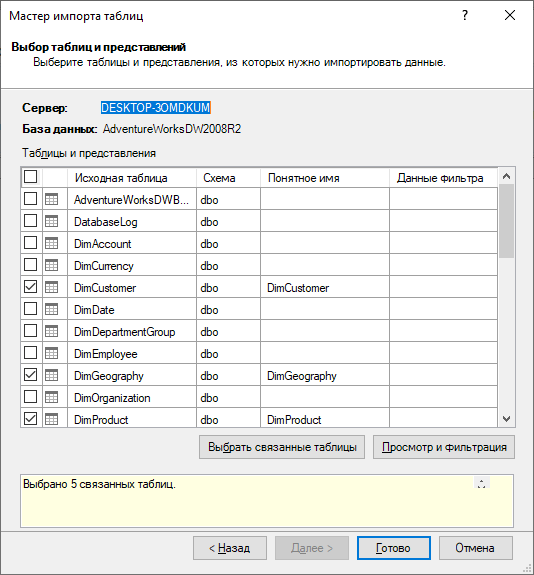 Мастер импорта таблиц
Выбор таблиц и представлений
Выберите таблицы и представления, из которых нужно импортировать данные.
Сервер: DESKTOP-3OMDKUM
База данных: AdventureWorksDW2008R2
Таблицы и представления
Исходная таблица Схема Понятное имя Данные фильтра
AdventureWorksDWB... dbo
DatabaseLog dbo
DimAccount dbo
DimCurrency dbo
DimCustomer dbo DimCustomer
DimDate dbo
DimDepartmentGroup dbo
DimEmployee dbo
DimGeography dbo DimGeography
DimOrganization dbo
DimProduct dbo DimProduct
Выбрать связанные таблицы Просмотр и фильтрация
Выбрано 5 связанных таблиц.
< Назад Далее > Готово Отмена